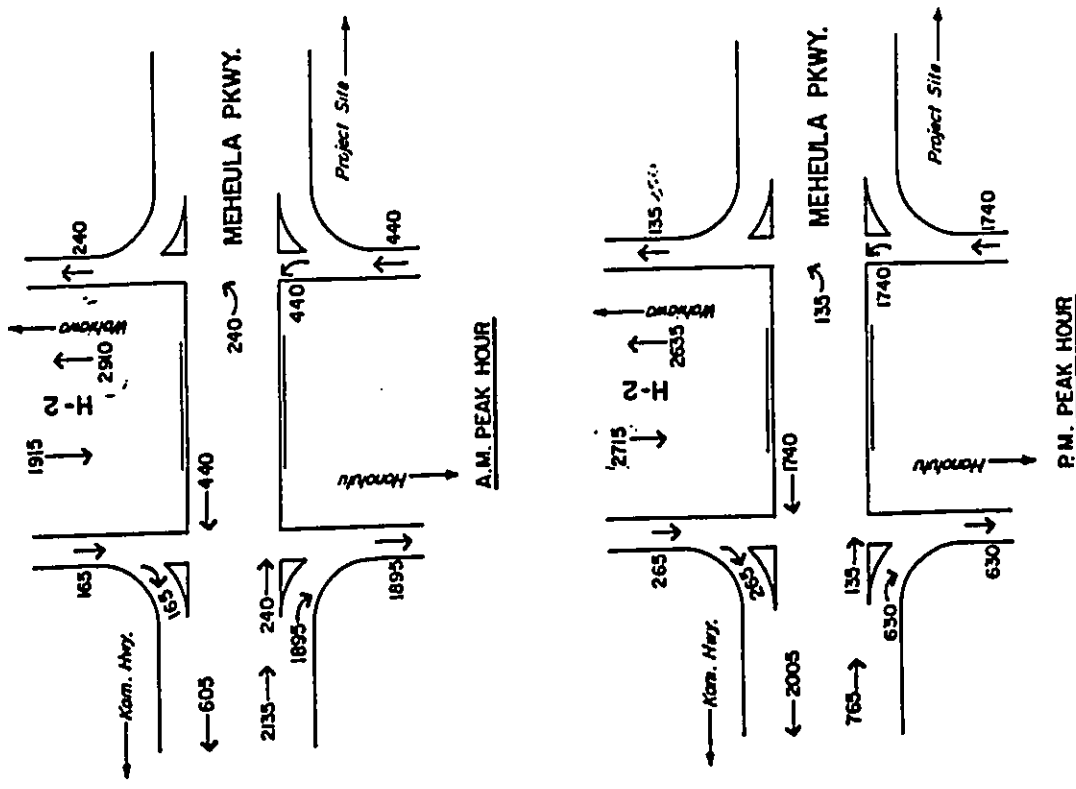 240
MEHEULA PKWY.
Project Site
440
240
440
Wahiawa
2910
H-2
1915
Honolulu
A.M. PEAK HOUR
440
165
165
240
1895
1895
Kam. Hwy.
605
2135
135
MEHEULA PKWY.
Project Site
1740
135
1740
Wahiawa
2635
H-2
2715
Honolulu
P.M. PEAK HOUR
1740
265
265
135
630
630
Kam. Hwy.
2005
765